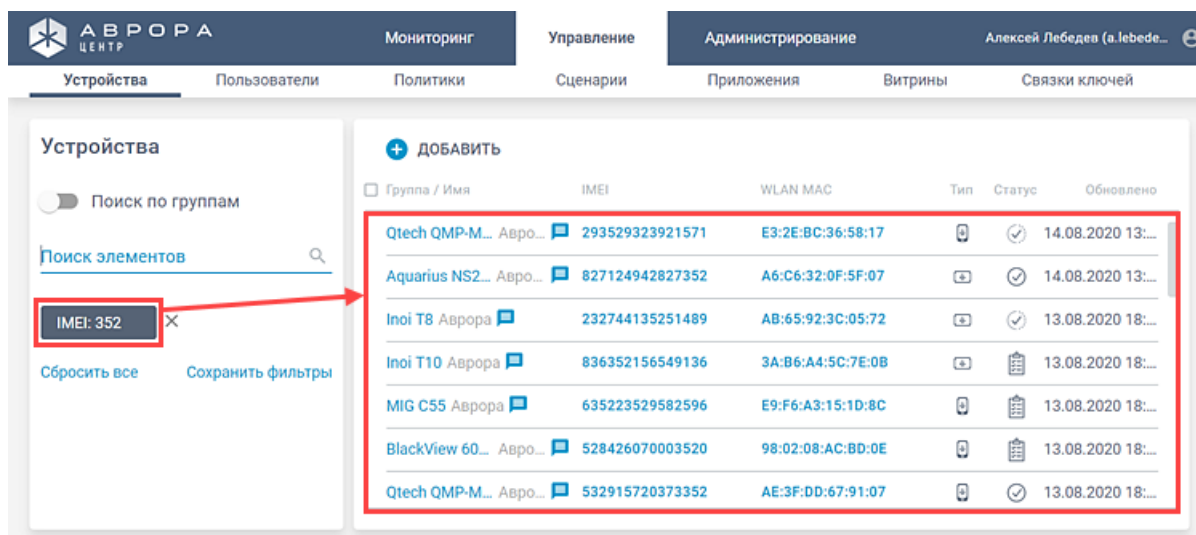 АВРОРА
ЦЕНТР
Мониторинг Управление Администрирование Алексей Лебедев (a.lebede...
Устройства Пользователи Политики Сценарии Приложения Витрины Связки ключей
Устройства
Поиск по группам
Поиск элементов
IMEI: 352
Сбросить все Сохранить фильтры
ДОБАВИТЬ
Группа / Имя IMEI WLAN MAC Тип Статус Обновлено
Qtech QMP-M... Авро... 293529323921571 E3:2E:BC:36:58:17 14.08.2020 13:...
Aquarius NS2... Авро... 827124942827352 A6:C6:32:0F:5F:07 14.08.2020 13:...
Inoi T8 Аврора 232744135251489 AB:65:92:3C:05:72 13.08.2020 18:...
Inoi T10 Аврора 836352156549136 3A:B6:A4:5C:7E:0B 13.08.2020 18:...
MIG C55 Аврора 635223529582596 E9:F6:A3:15:1D:8C 13.08.2020 18:...
BlackView 60... Авро... 528426070003520 98:02:08:AC:BD:0E 13.08.2020 18:...
Qtech QMP-M... Авро... 532915720373352 AE:3F:DD:67:91:07 13.08.2020 18:...